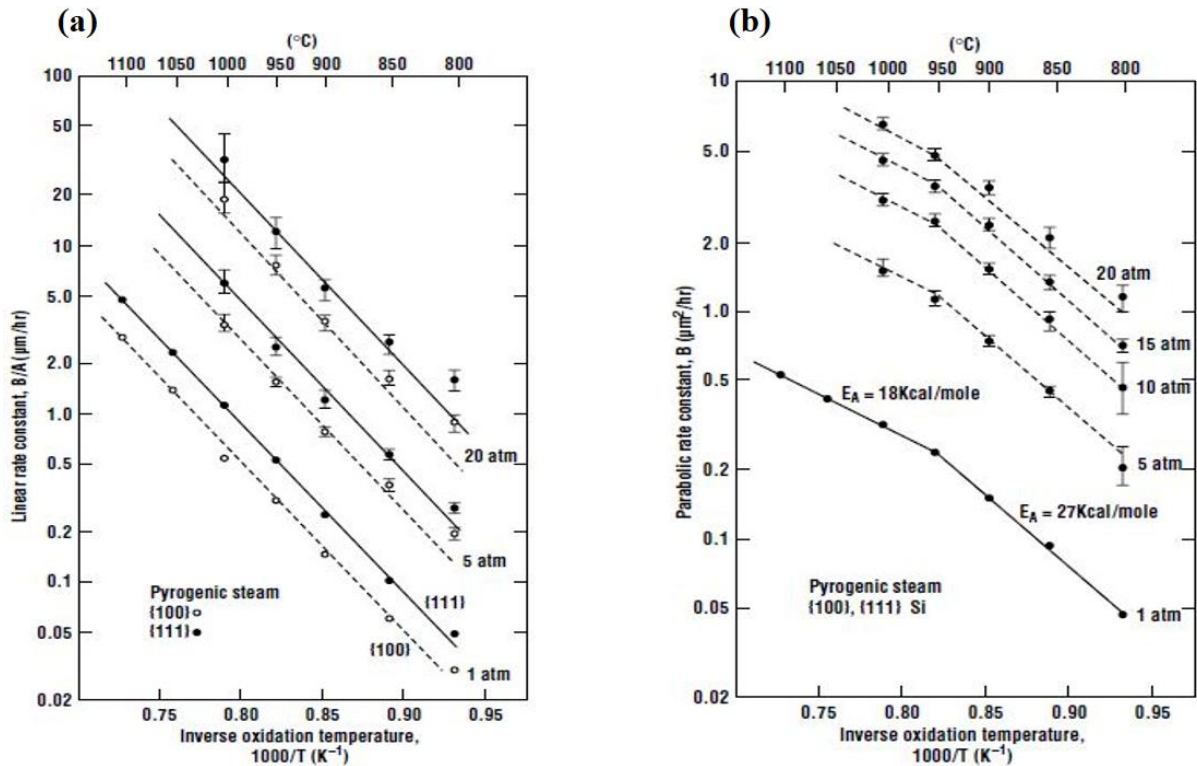 (a)
(°C)
1100 1050 1000 950 900 850 800
100
50
20
10
5.0
2.0
1.0
0.5
0.2
0.1
0.05
0.02
Linear rate constant, B/A (µm/hr)
20 atm
5 atm
1 atm
{111}
{100}
Pyrogenic steam
{100} ○
{111} ●
0.75 0.80 0.85 0.90 0.95
Inverse oxidation temperature,
1000/T (K⁻¹)
(b)
(°C)
1100 1050 1000 950 900 850 800
10
5.0
2.0
1.0
0.5
0.2
0.1
0.05
0.02
Parabolic rate constant, B (µm²/hr)
20 atm
15 atm
10 atm
5 atm
1 atm
E_A = 18Kcal/mole
E_A = 27Kcal/mole
Pyrogenic steam
{100}, {111} Si
0.75 0.80 0.85 0.90 0.95
Inverse oxidation temperature,
1000/T (K⁻¹)